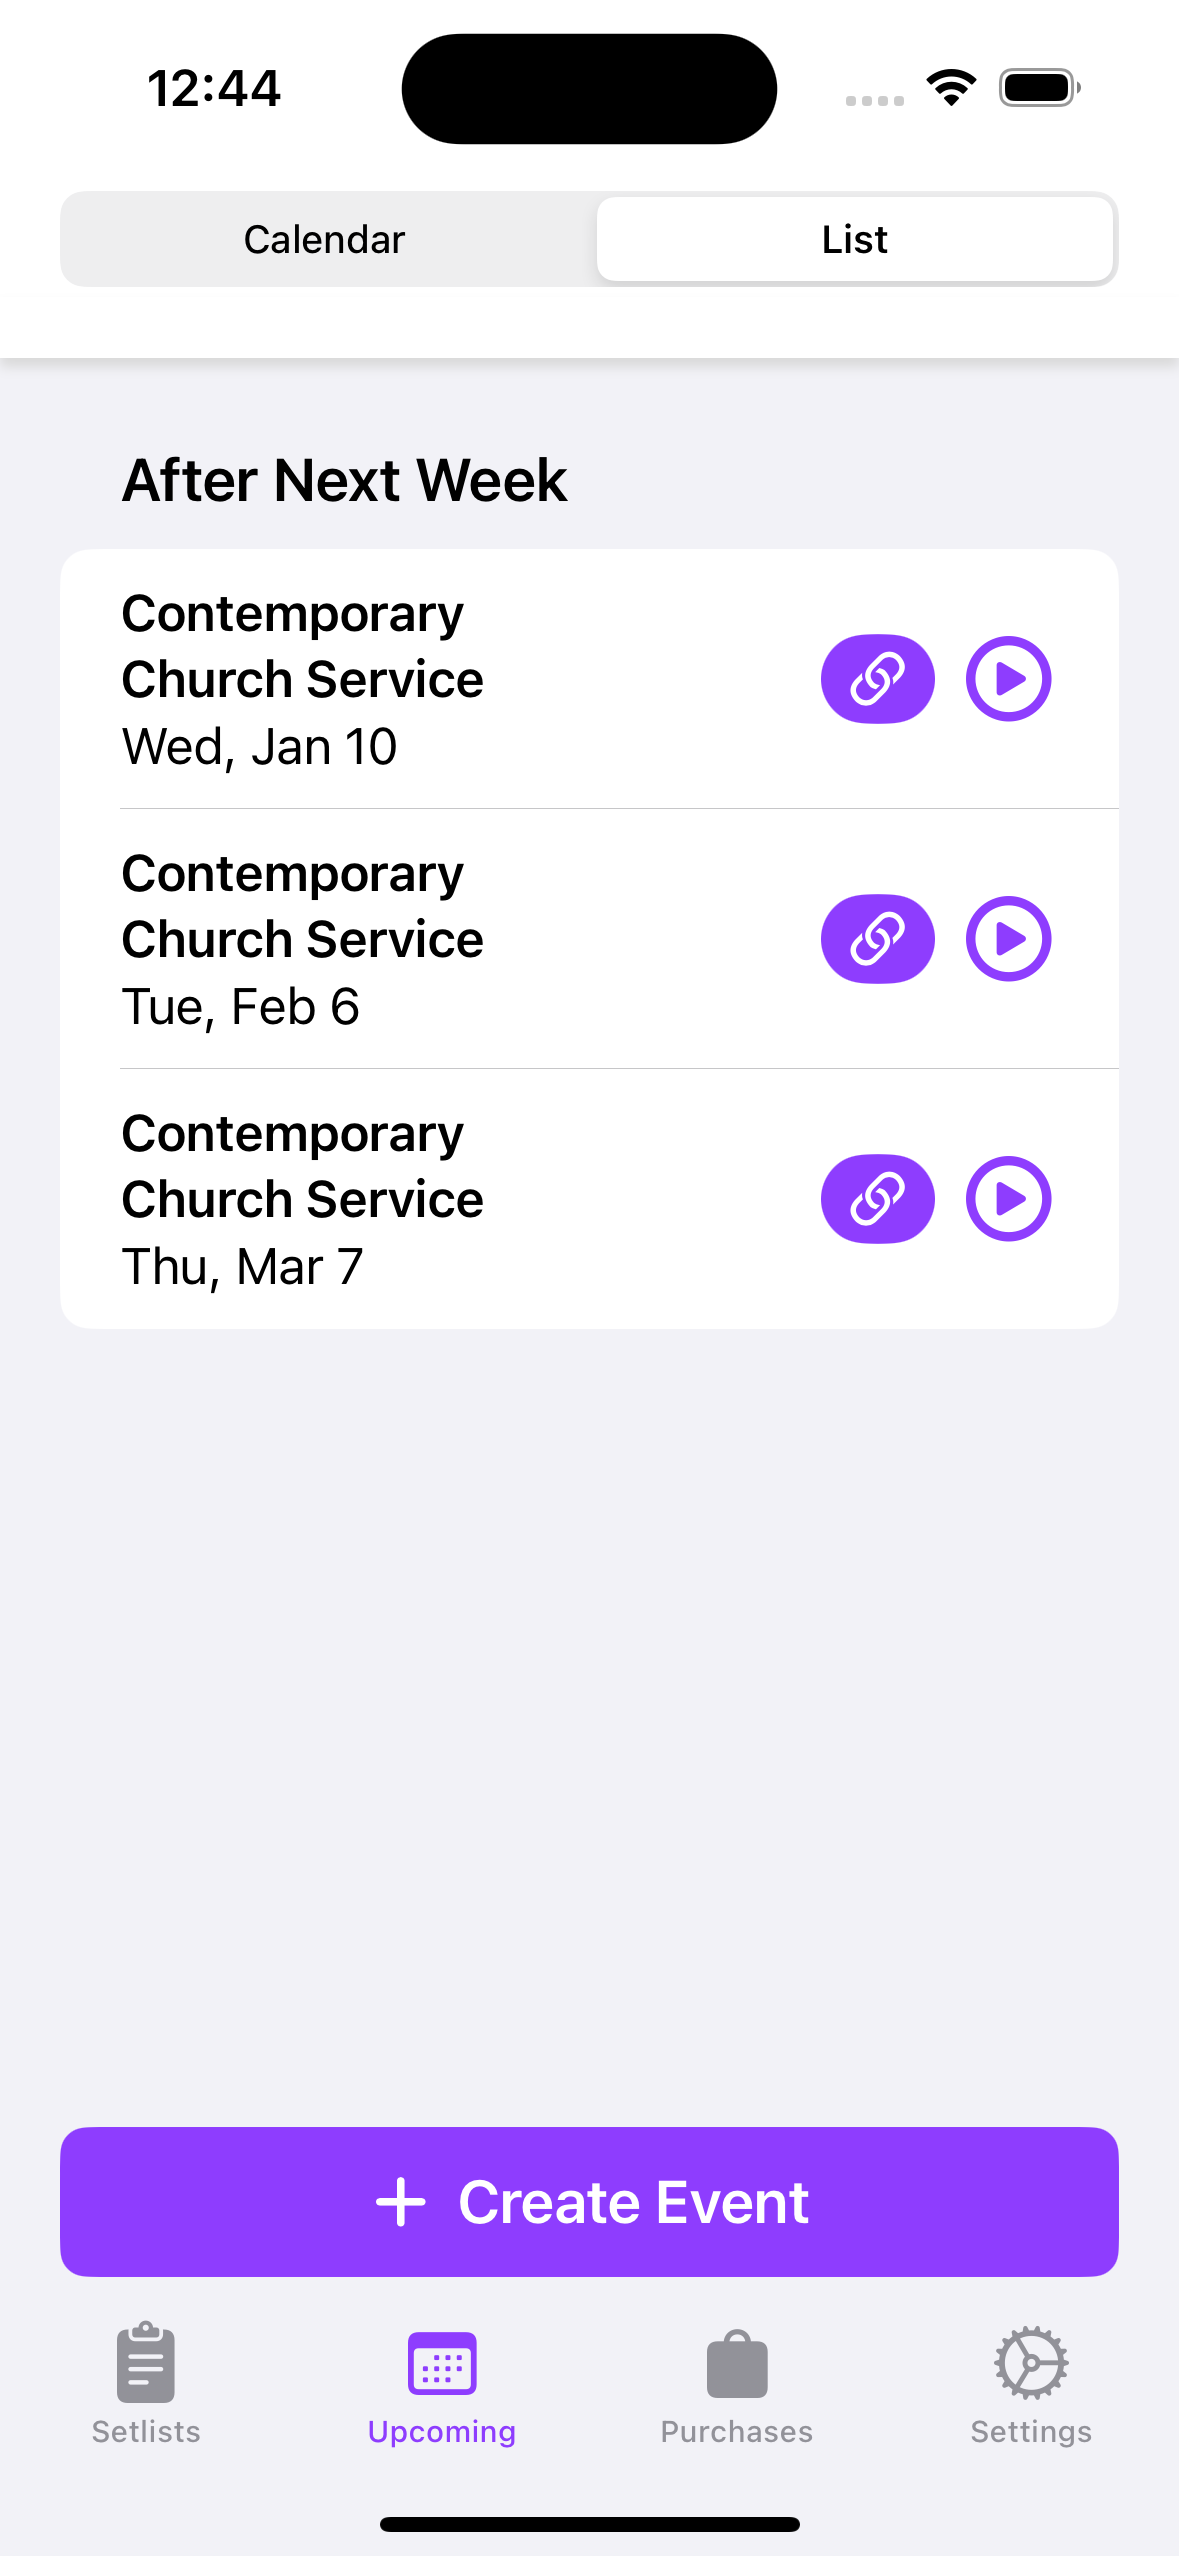 12:44
Calendar
List
After Next Week
Contemporary
Church Service
Wed, Jan 10
Contemporary
Church Service
Tue, Feb 6
Contemporary
Church Service
Thu, Mar 7
+ Create Event
Setlists
Upcoming
Purchases
Settings